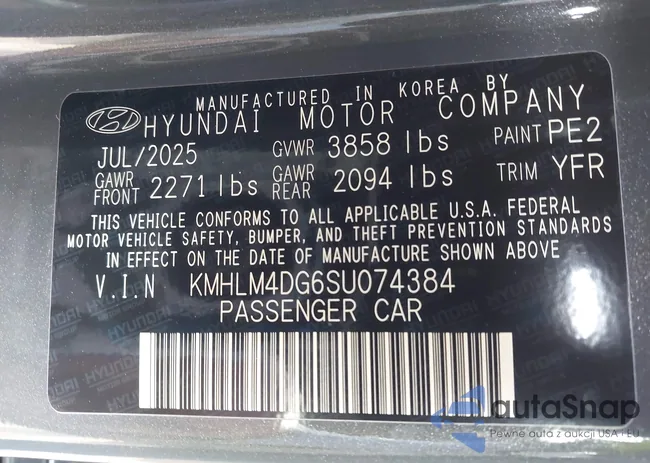 MANUFACTURED IN KOREA BY
HYUNDAI MOTOR COMPANY
JUL/2025 GVWR 3858 lbs PAINT PE2
GAWR FRONT 2271 lbs GAWR REAR 2094 lbs TRIM YFR
THIS VEHICLE CONFORMS TO ALL APPLICABLE U.S.A. FEDERAL
MOTOR VEHICLE SAFETY, BUMPER, AND THEFT PREVENTION STANDARDS
IN EFFECT ON THE DATE OF MANUFACTURE SHOWN ABOVE
V.I.N KMHLM4DG6SU074384
PASSENGER CAR
autaSnap
Pewne auta z aukcji USA i EU